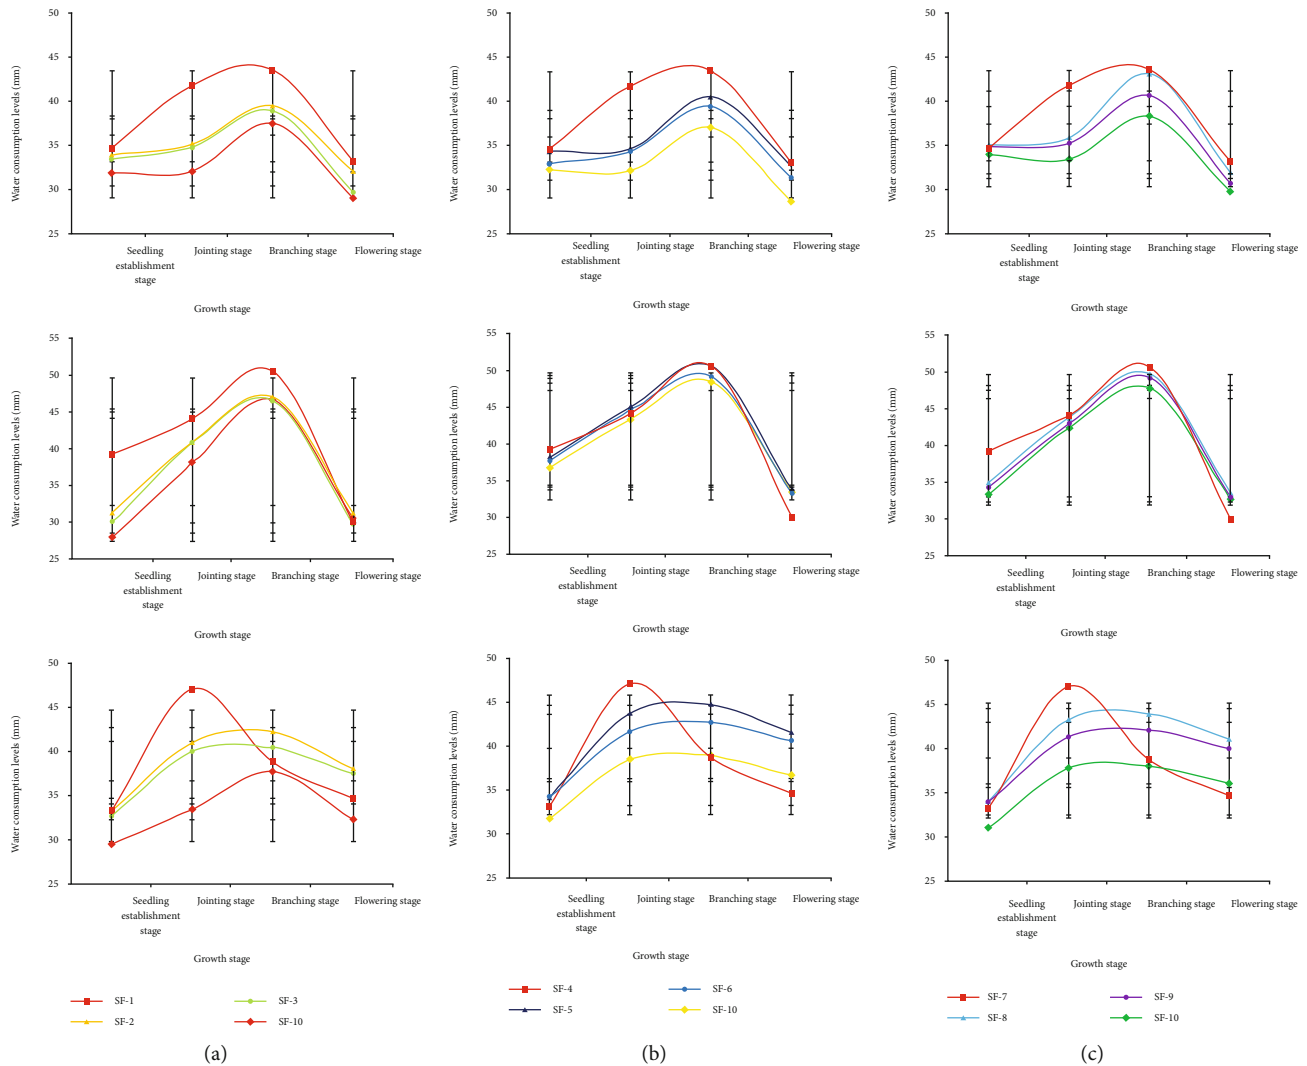 Water consumption levels (mm)
50
45
40
35
30
25
Seedling
establishment
stage
Jointing stage
Branching stage
Flowering stage
Growth stage
Water consumption levels (mm)
50
45
40
35
30
25
Seedling
establishment
stage
Jointing stage
Branching stage
Flowering stage
Growth stage
Water consumption levels (mm)
50
45
40
35
30
25
Seedling
establishment
stage
Jointing stage
Branching stage
Flowering stage
Growth stage
Water consumption levels (mm)
55
50
45
40
35
30
25
Seedling
establishment
stage
Jointing stage
Branching stage
Flowering stage
Growth stage
Water consumption levels (mm)
55
50
45
40
35
30
25
Seedling
establishment
stage
Jointing stage
Branching stage
Flowering stage
Growth stage
Water consumption levels (mm)
55
50
45
40
35
30
25
Seedling
establishment
stage
Jointing stage
Branching stage
Flowering stage
Growth stage
Water consumption levels (mm)
50
45
40
35
30
25
Seedling
establishment
stage
Jointing stage
Branching stage
Flowering stage
Growth stage
Water consumption levels (mm)
50
45
40
35
30
25
Seedling
establishment
stage
Jointing stage
Branching stage
Flowering stage
Growth stage
Water consumption levels (mm)
50
45
40
35
30
25
Seedling
establishment
stage
Jointing stage
Branching stage
Flowering stage
Growth stage
SF-1
SF-3
SF-2
SF-10
(a)
SF-4
SF-6
SF-5
SF-10
(b)
SF-7
SF-9
SF-8
SF-10
(c)